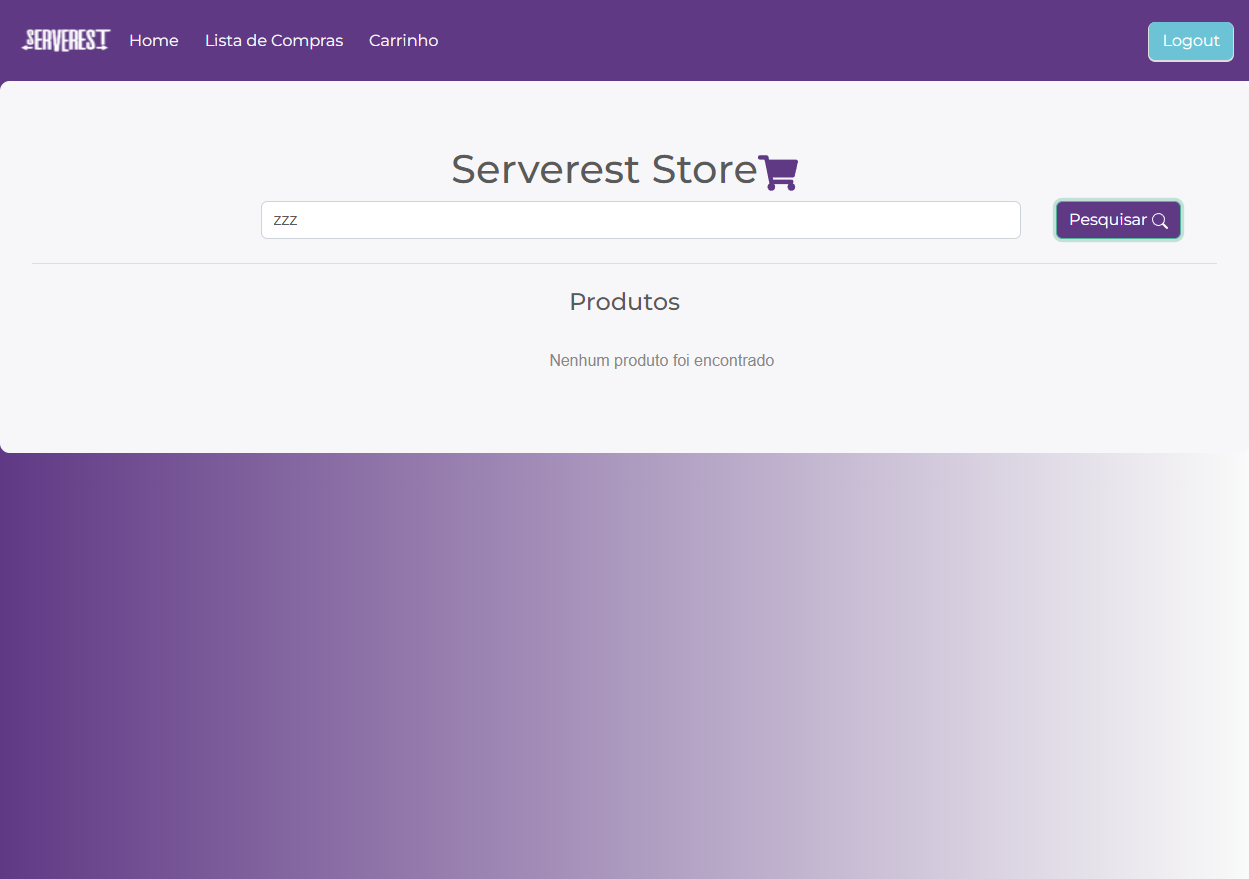 SERVEREST Home Lista de Compras Carrinho Logout
Serverest Store
zzz Pesquisar
Produtos
Nenhum produto foi encontrado